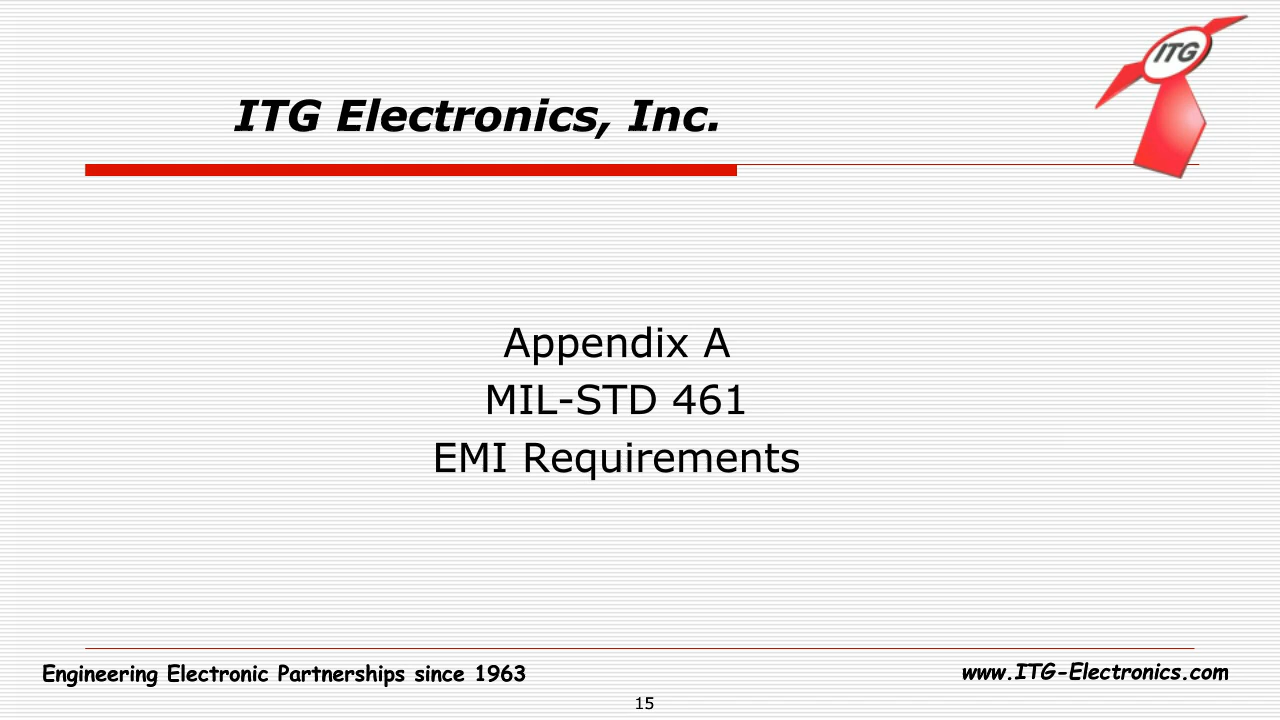 ITG
ITG Electronics, Inc.
Appendix A
MIL-STD 461
EMI Requirements
Engineering Electronic Partnerships since 1963
www.ITG-Electronics.com
15